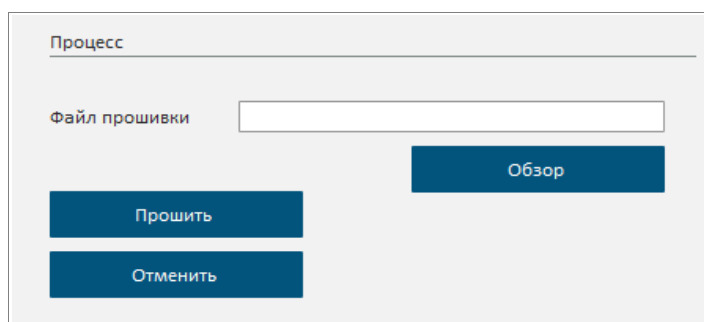 Процесс
Файл прошивки
Обзор
Прошить
Отменить